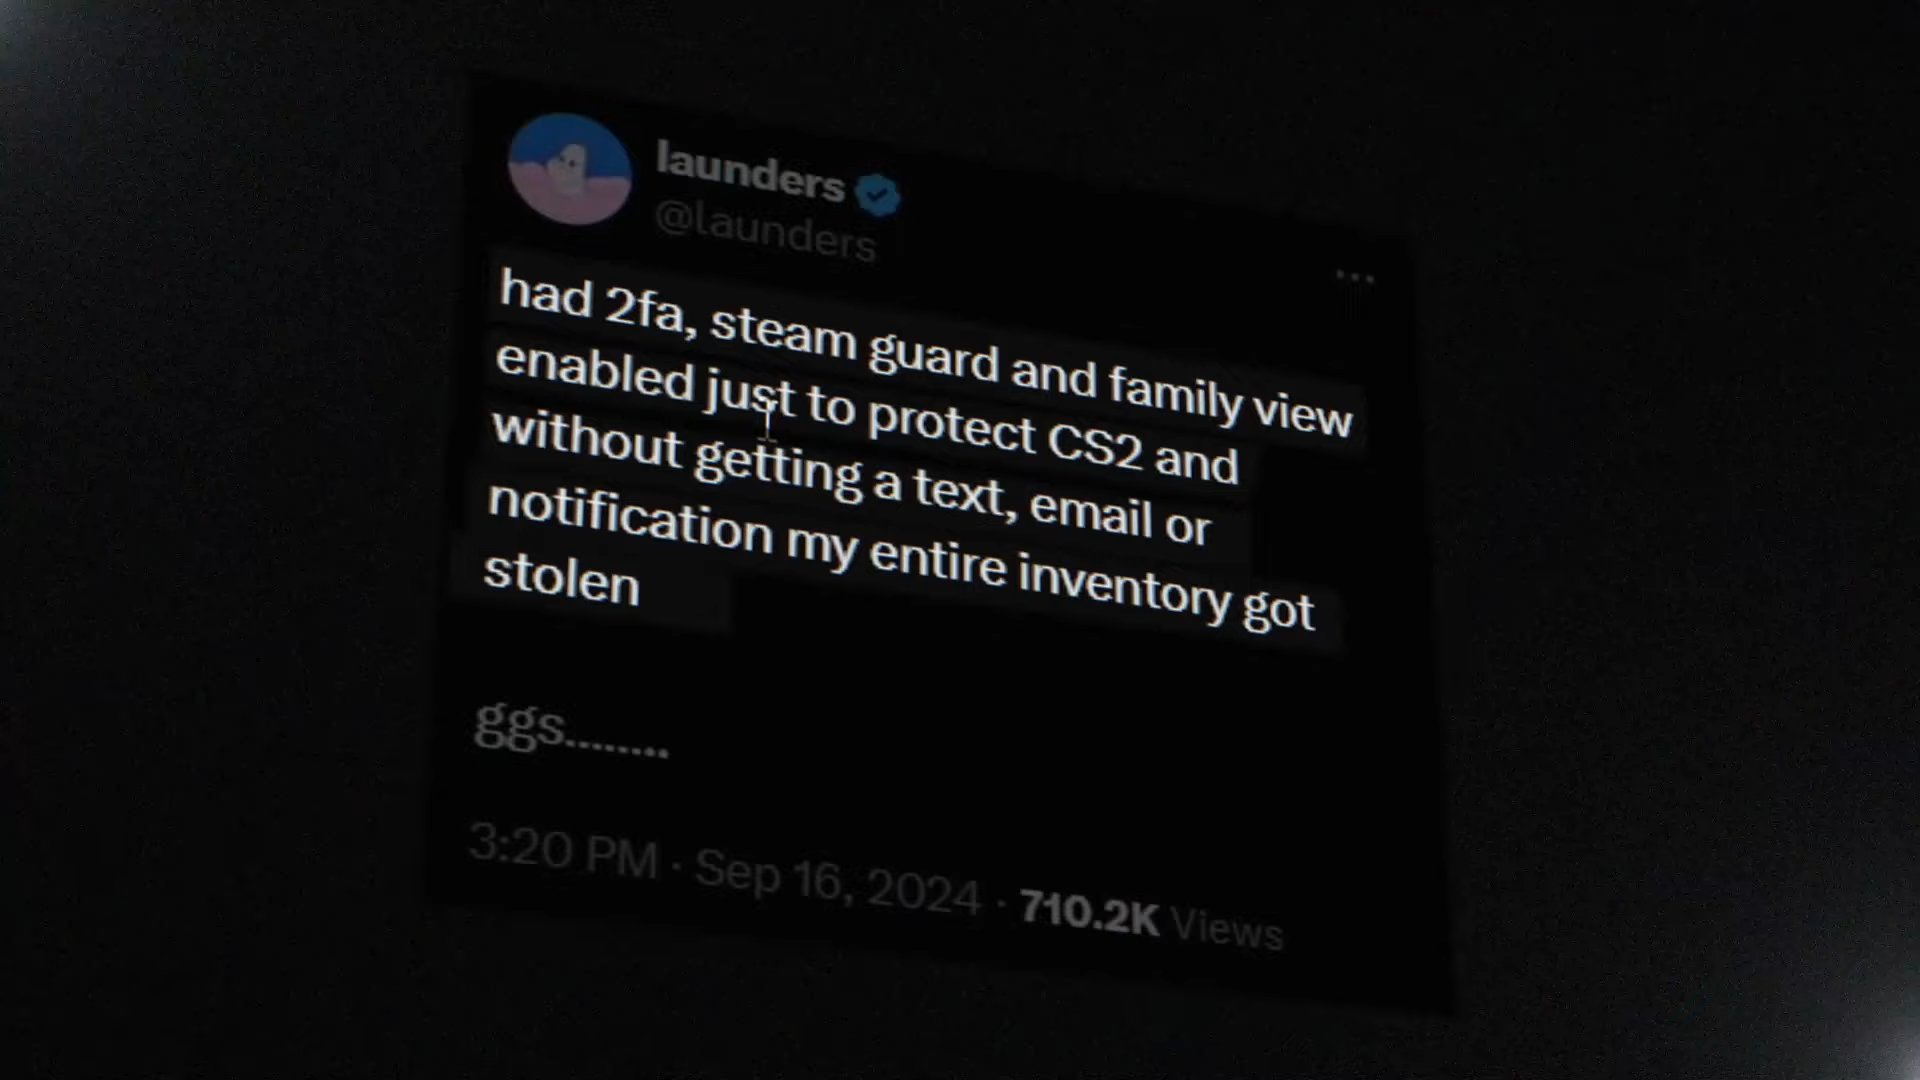 launders
@launders
had 2fa, steam guard and family view
enabled just to protect CS2 and
without getting a text, email or
notification my entire inventory got
stolen
ggs........
3:20 PM · Sep 16, 2024 · 710.2K Views